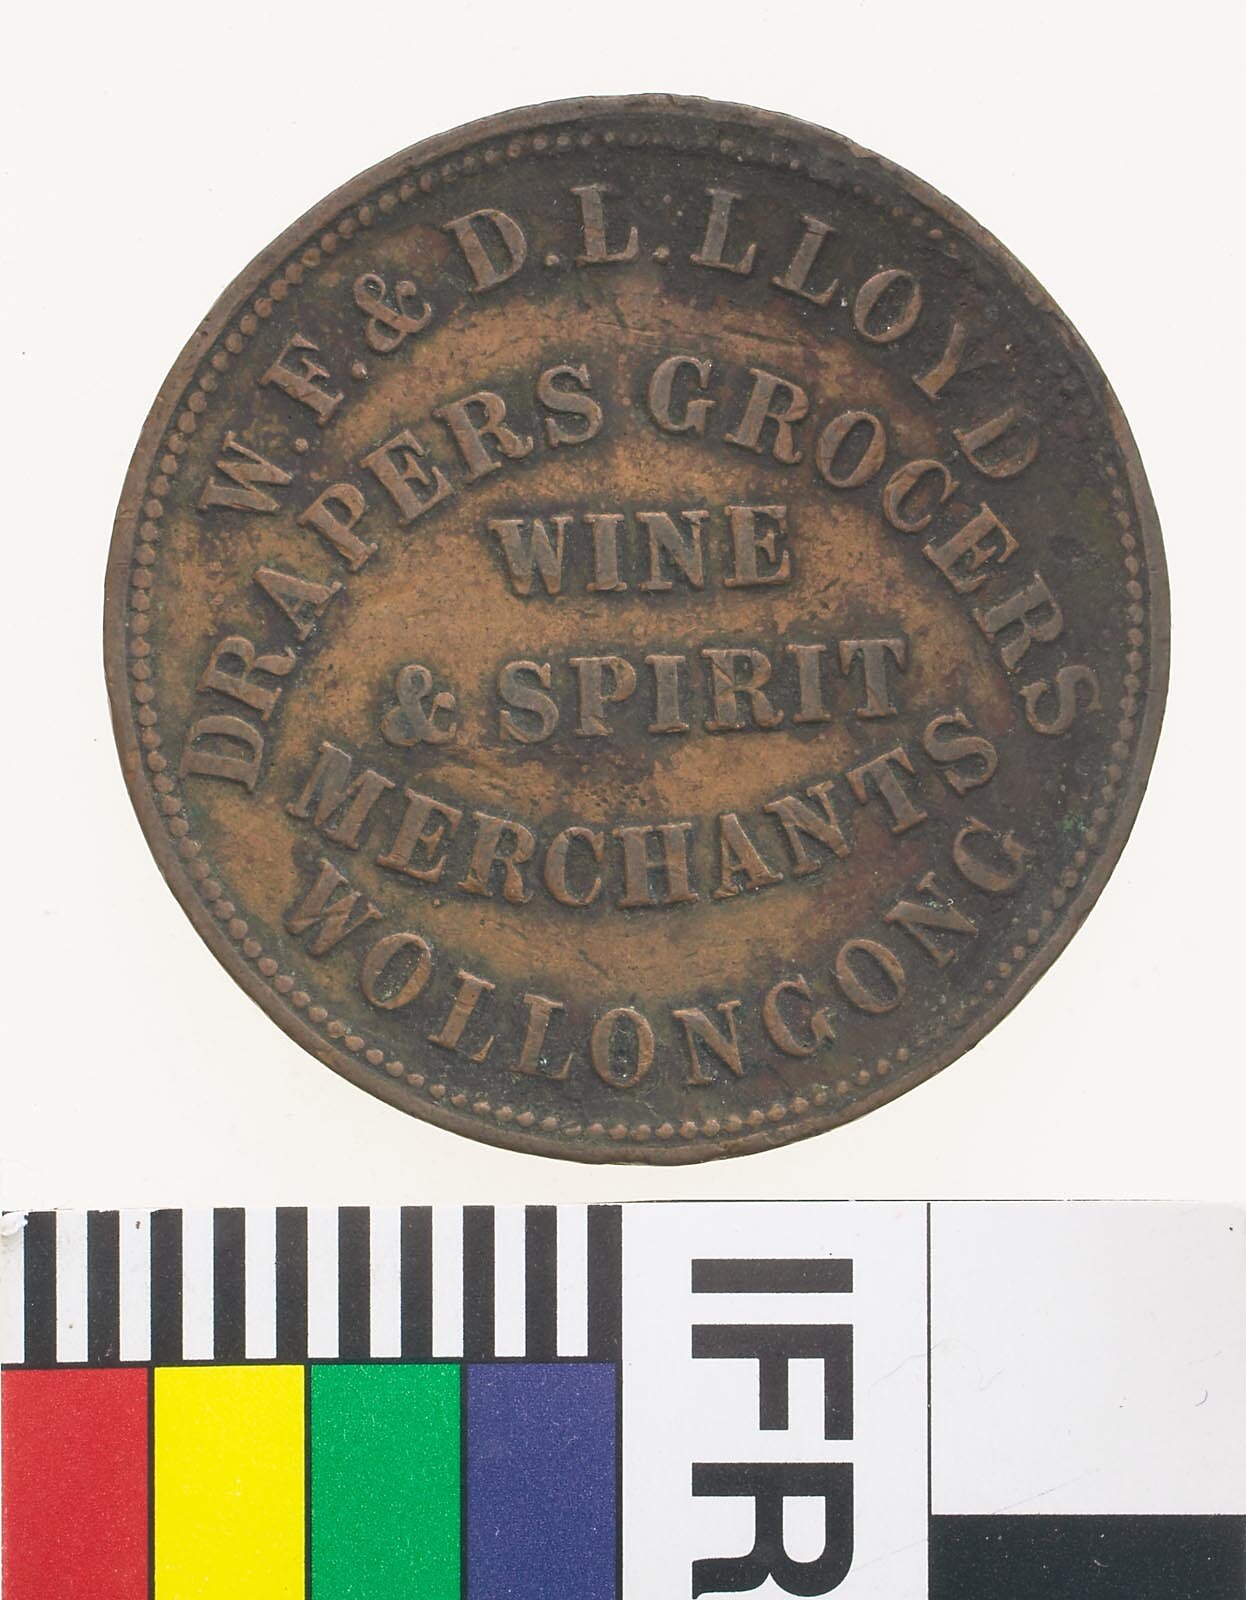 W.F. & D.L. LLOYD
DRAPERS GROCERS
WINE
& SPIRIT
MERCHANTS
WOLLONGONG
IFR